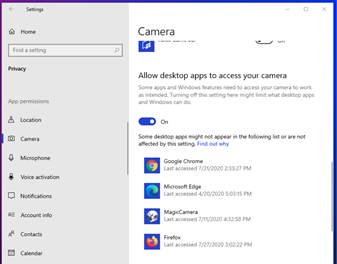 Settings
Home
Find a setting
Privacy
App permissions
Location
Camera
Microphone
Voice activation
Notifications
Account info
Contacts
Calendar
Camera
Allow desktop apps to access your camera
Some apps and Windows features need to access your camera to work
as intended. Turning off this setting here might limit what desktop apps
and Windows can do.
On
Some desktop apps might not appear in the following list or are not
affected by this setting. Find out why
Google Chrome
Last accessed 7/21/2020 2:33:27 PM
Microsoft Edge
Last accessed 4/20/2020 5:03:15 PM
MagicCamera
Last accessed 7/11/2020 4:32:58 PM
Firefox
Last accessed 7/27/2020 3:02:22 PM